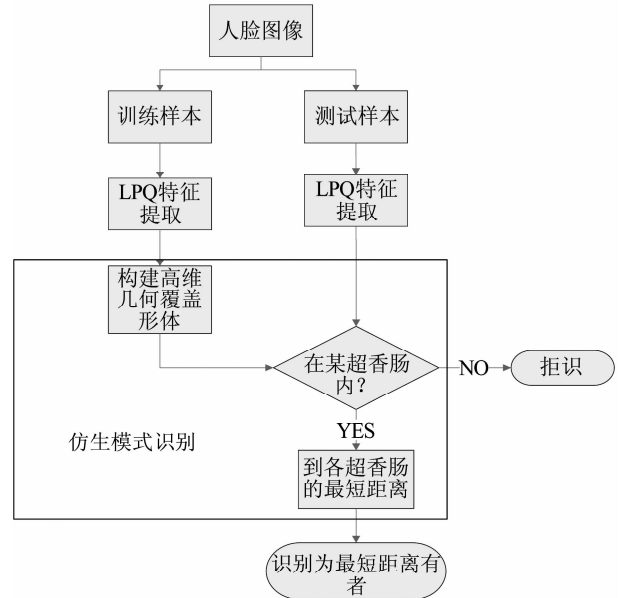 人脸图像
训练样本
测试样本
LPQ特征
提取
LPQ特征
提取
构建高维
几何覆盖
形体
在某超香肠
内？
NO
拒识
YES
仿生模式识别
到各超香肠
的最短距离
识别为最短距离有
者